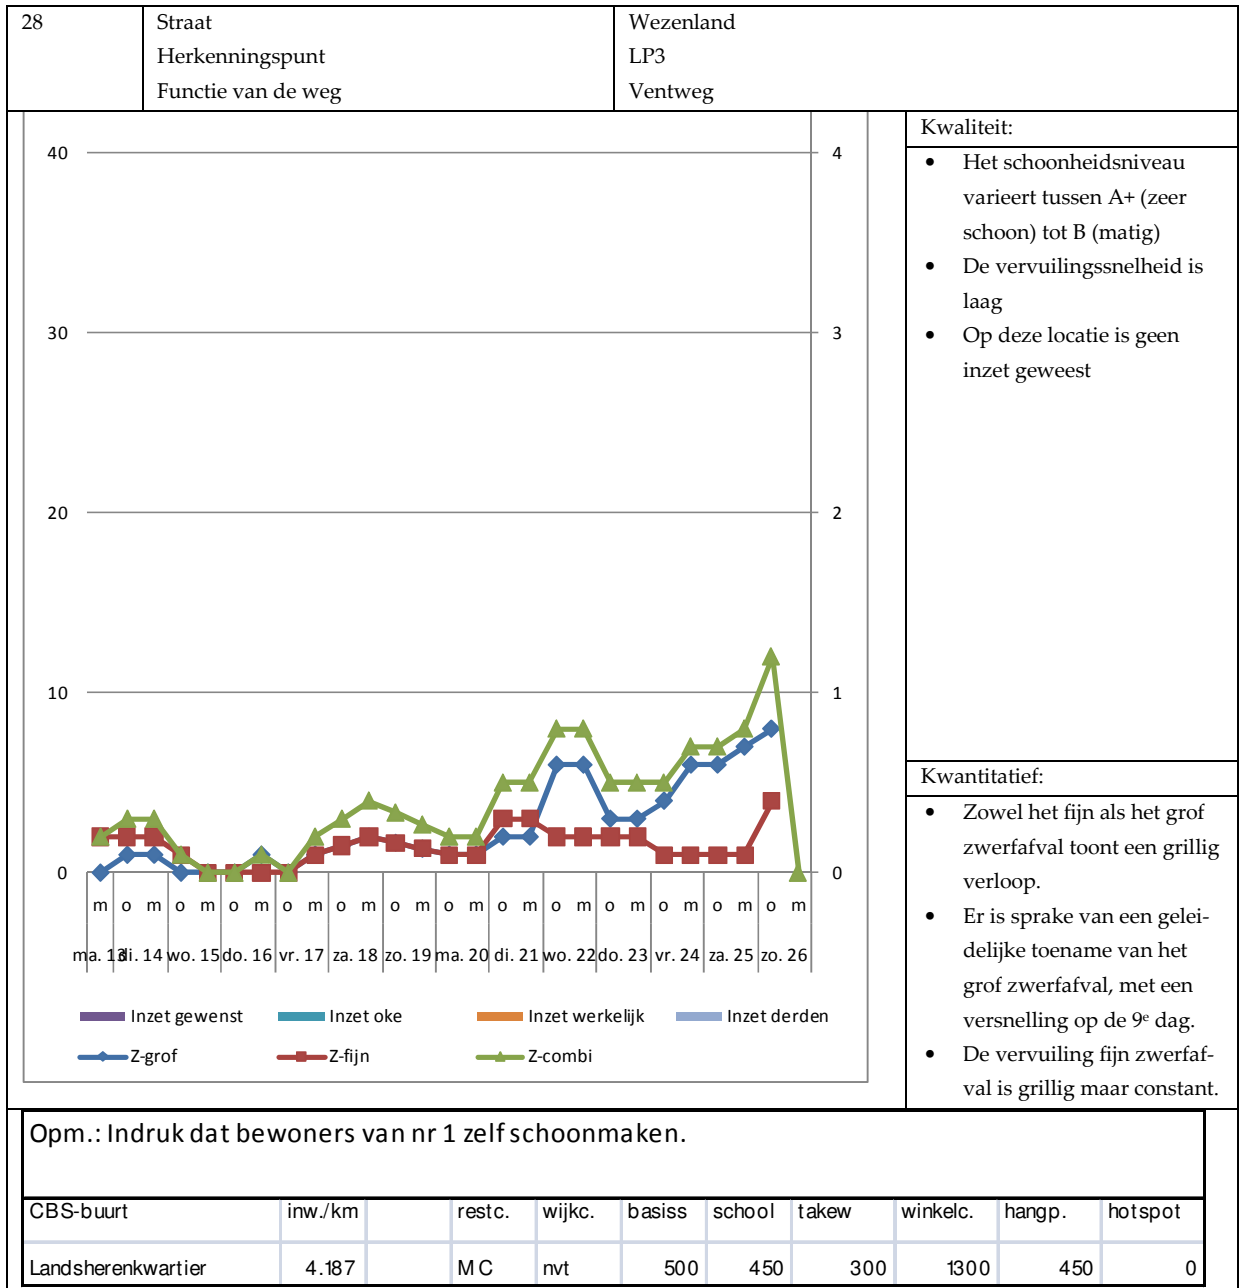 28 Straat Wezenland
Herkenningspunt LP3
Functie van de weg Ventweg
40 4
30 3
20 2
10 1
0 0
m o m o m o m o m o m o m o m o m o m o m o m o m o m
ma. 13 di. 14 wo. 15 do. 16 vr. 17 za. 18 zo. 19 ma. 20 di. 21 wo. 22 do. 23 vr. 24 za. 25 zo. 26
Inzet gewenst Inzet oke Inzet werkelijk Inzet derden
Z-grof Z-fijn Z-combi
Kwaliteit:
• Het schoonheidsniveau
varieert tussen A+ (zeer
schoon) tot B (matig)
• De vervuilingssnelheid is
laag
• Op deze locatie is geen
inzet geweest
Kwantitatief:
• Zowel het fijn als het grof
zwerfafval toont een grillig
verloop.
• Er is sprake van een gelei-
delijke toename van het
grof zwerfafval, met een
versnelling op de 9e dag.
• De vervuiling fijn zwerfaf-
val is grillig maar constant.
Opm.: Indruk dat bewoners van nr 1 zelf schoonmaken.
CBS-buurt inw./km restc. wijkc. basiss school takew winkelc. hangp. hotspot
Landsherenkwartier 4.187 MC nvt 500 450 300 1300 450 0